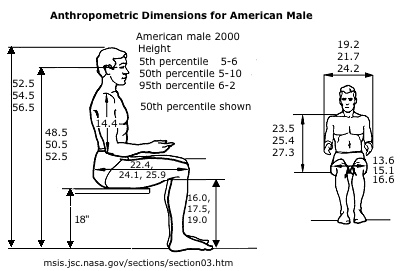 Anthropometric Dimensions for American Male
American male 2000
Height
5th percentile 5-6
50th percentile 5-10
95th percentile 6-2
50th percentile shown
52.5
54.5
56.5
48.5
50.5
52.5
14.4
22.4,
24.1, 25.9
16.0,
17.5,
19.0
18"
19.2
21.7
24.2
23.5
25.4
27.3
13.6
15.1
16.6
msis.jsc.nasa.gov/sections/section03.htm